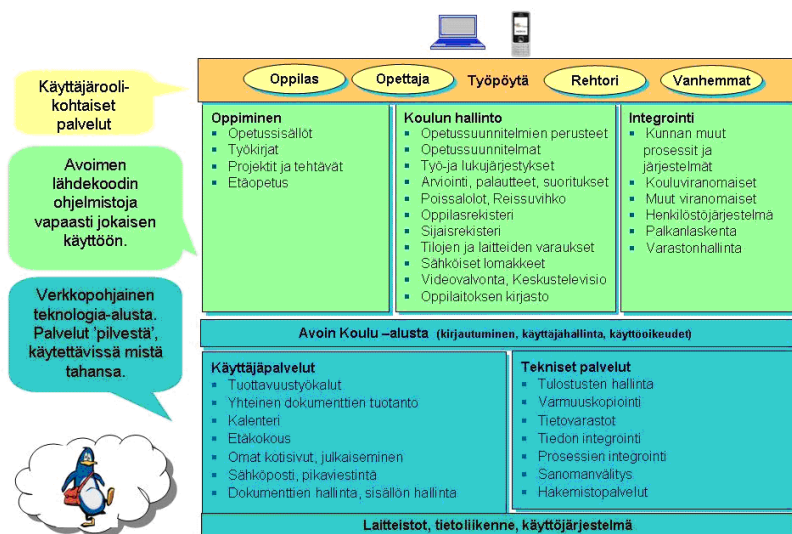 Oppilas
Opettaja
Työpöytä
Rehtori
Vanhemmat
Käyttäjärooli-
kohtaiset
palvelut
Avoimen
lähdekoodin
ohjelmistoja
vapaasti jokaisen
käyttöön.
Verkkopohjainen
teknologia-alusta.
Palvelut 'pilvestä',
käytettävissä mistä
tahansa.
Oppiminen
Opetussisällöt
Työkirjat
Projektit ja tehtävät
Etäopetus
Koulun hallinto
Opetussuunnitelmien perusteet
Opetussuunnitelmat
Työ-ja lukujärjestykset
Arviointi, palautteet, suoritukset
Poissalolot, Reissuvihko
Oppilasrekisteri
Sijaisrekisteri
Tilojen ja laitteiden varaukset
Sähköiset lomakkeet
Videovalvonta, Keskustelevisio
Oppilaitoksen kirjasto
Integrointi
Kunnan muut
prosessit ja
järjestelmät
Kouluviranomaiset
Muut viranomaiset
Henkilöstöjärjestelmä
Palkanlaskenta
Varastonhallinta
Avoin Koulu –alusta (kirjautuminen, käyttäjähallinta, käyttöoikeudet)
Käyttäjäpalvelut
Tuottavuustyökalut
Yhteinen dokumenttien tuotanto
Kalenteri
Etäkokous
Omat kotisivut, julkaiseminen
Sähköposti, pikaviestintä
Dokumenttien hallinta, sisällön hallinta
Tekniset palvelut
Tulostusten hallinta
Varmuuskopiointi
Tietovarastot
Tiedon integrointi
Prosessien integrointi
Sanomanvälitys
Hakemistopalvelut
Laitteistot, tietoliikenne, käyttöjärjestelmä